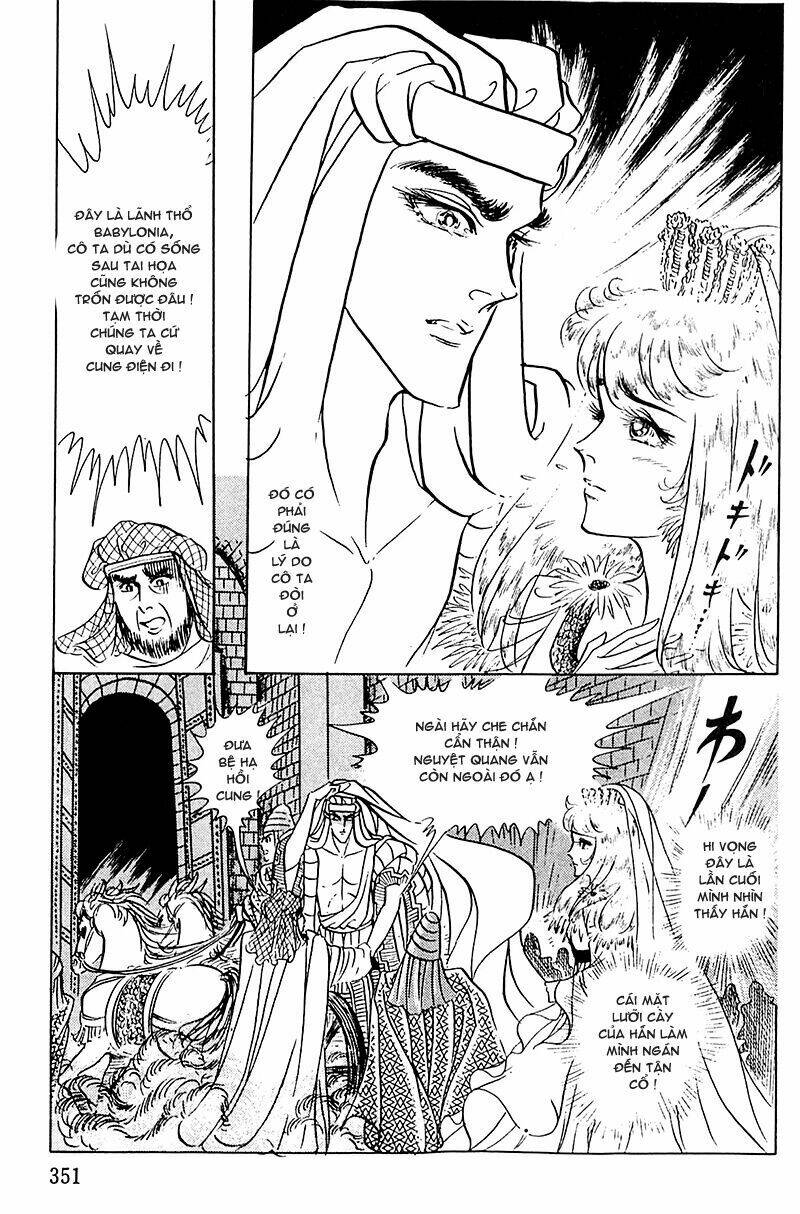 ĐÂY LÀ LÃNH THỔ
BABYLONIA,
CÔ TA DÙ CÓ SỐNG
SAU TAI HỌA
CŨNG KHÔNG
TRỐN ĐƯỢC ĐÂU !
TẠM THỜI
CHÚNG TA CỨ
QUAY VỀ
CUNG ĐIỆN ĐI !
ĐÓ CÓ
PHẢI
ĐÚNG
LÀ
LÝ DO
CÔ TA
ĐÒI
Ở
LẠI !
ドキドキ…
ĐƯA
BỆ HẠ
HỒI
CUNG !
NGÀI HÃY CHE CHẮN
CẨN THẬN !
NGUYỆT QUANG VẪN
CÒN NGOÀI ĐÓ Ạ !
わー
HI VỌNG
ĐÂY LÀ
LẦN CUỐI
MÌNH NHÌN
THẤY HẮN !
CÁI MẶT
LƯỠI CÀY
CỦA HẮN LÀM
MÌNH NGÁN
ĐẾN TẬN
CỔ !
351